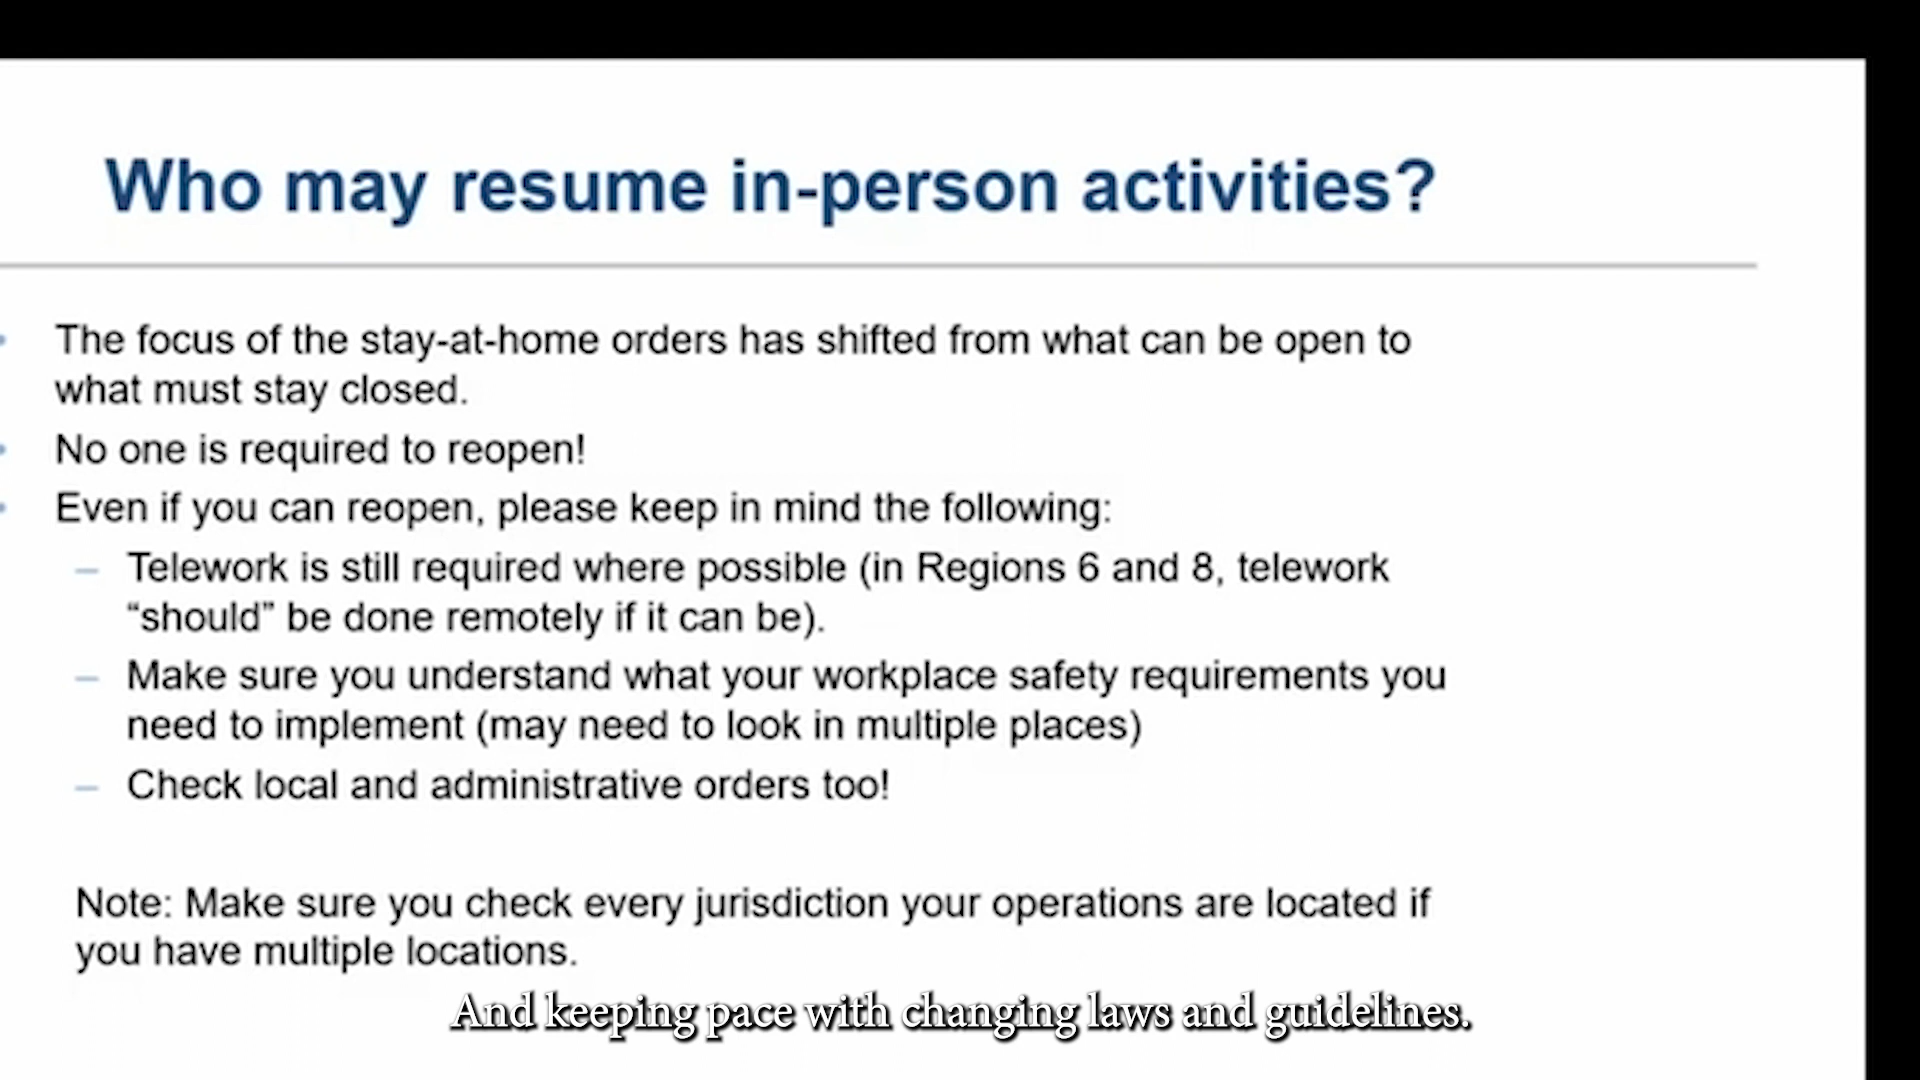 Who may resume in-person activities?
• The focus of the stay-at-home orders has shifted from what can be open to
what must stay closed.
• No one is required to reopen!
• Even if you can reopen, please keep in mind the following:
– Telework is still required where possible (in Regions 6 and 8, telework
“should” be done remotely if it can be).
– Make sure you understand what your workplace safety requirements you
need to implement (may need to look in multiple places)
– Check local and administrative orders too!
Note: Make sure you check every jurisdiction your operations are located if
you have multiple locations.
And keeping pace with changing laws and guidelines.